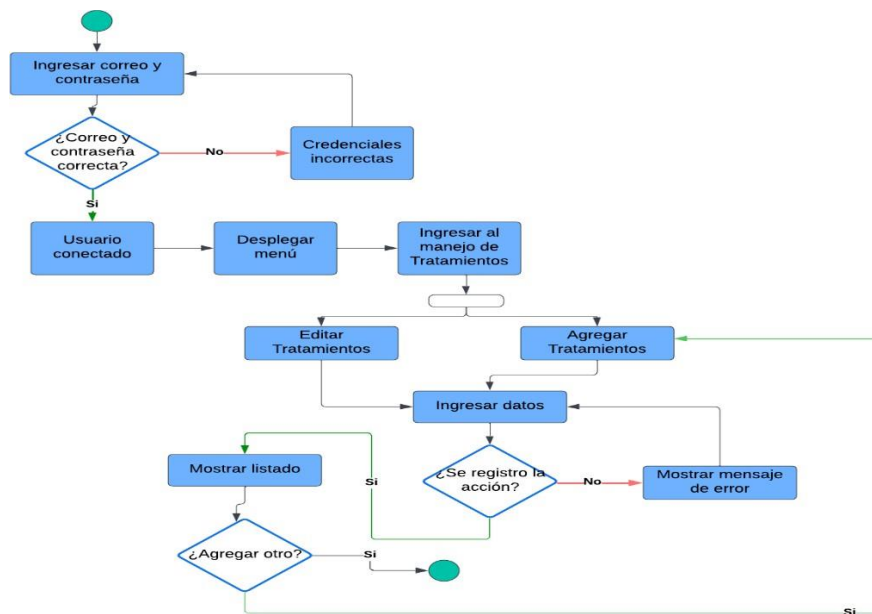 Ingresar correo y
contraseña
¿Correo y
contraseña
correcta?
No
Credenciales
incorrectas
Si
Usuario
conectado
Desplegar
menú
Ingresar al
manejo de
Tratamientos
Editar
Tratamientos
Agregar
Tratamientos
Ingresar datos
Mostrar listado
Si
¿Se registro la
acción?
No
Mostrar mensaje
de error
¿Agregar otro?
Si
Si